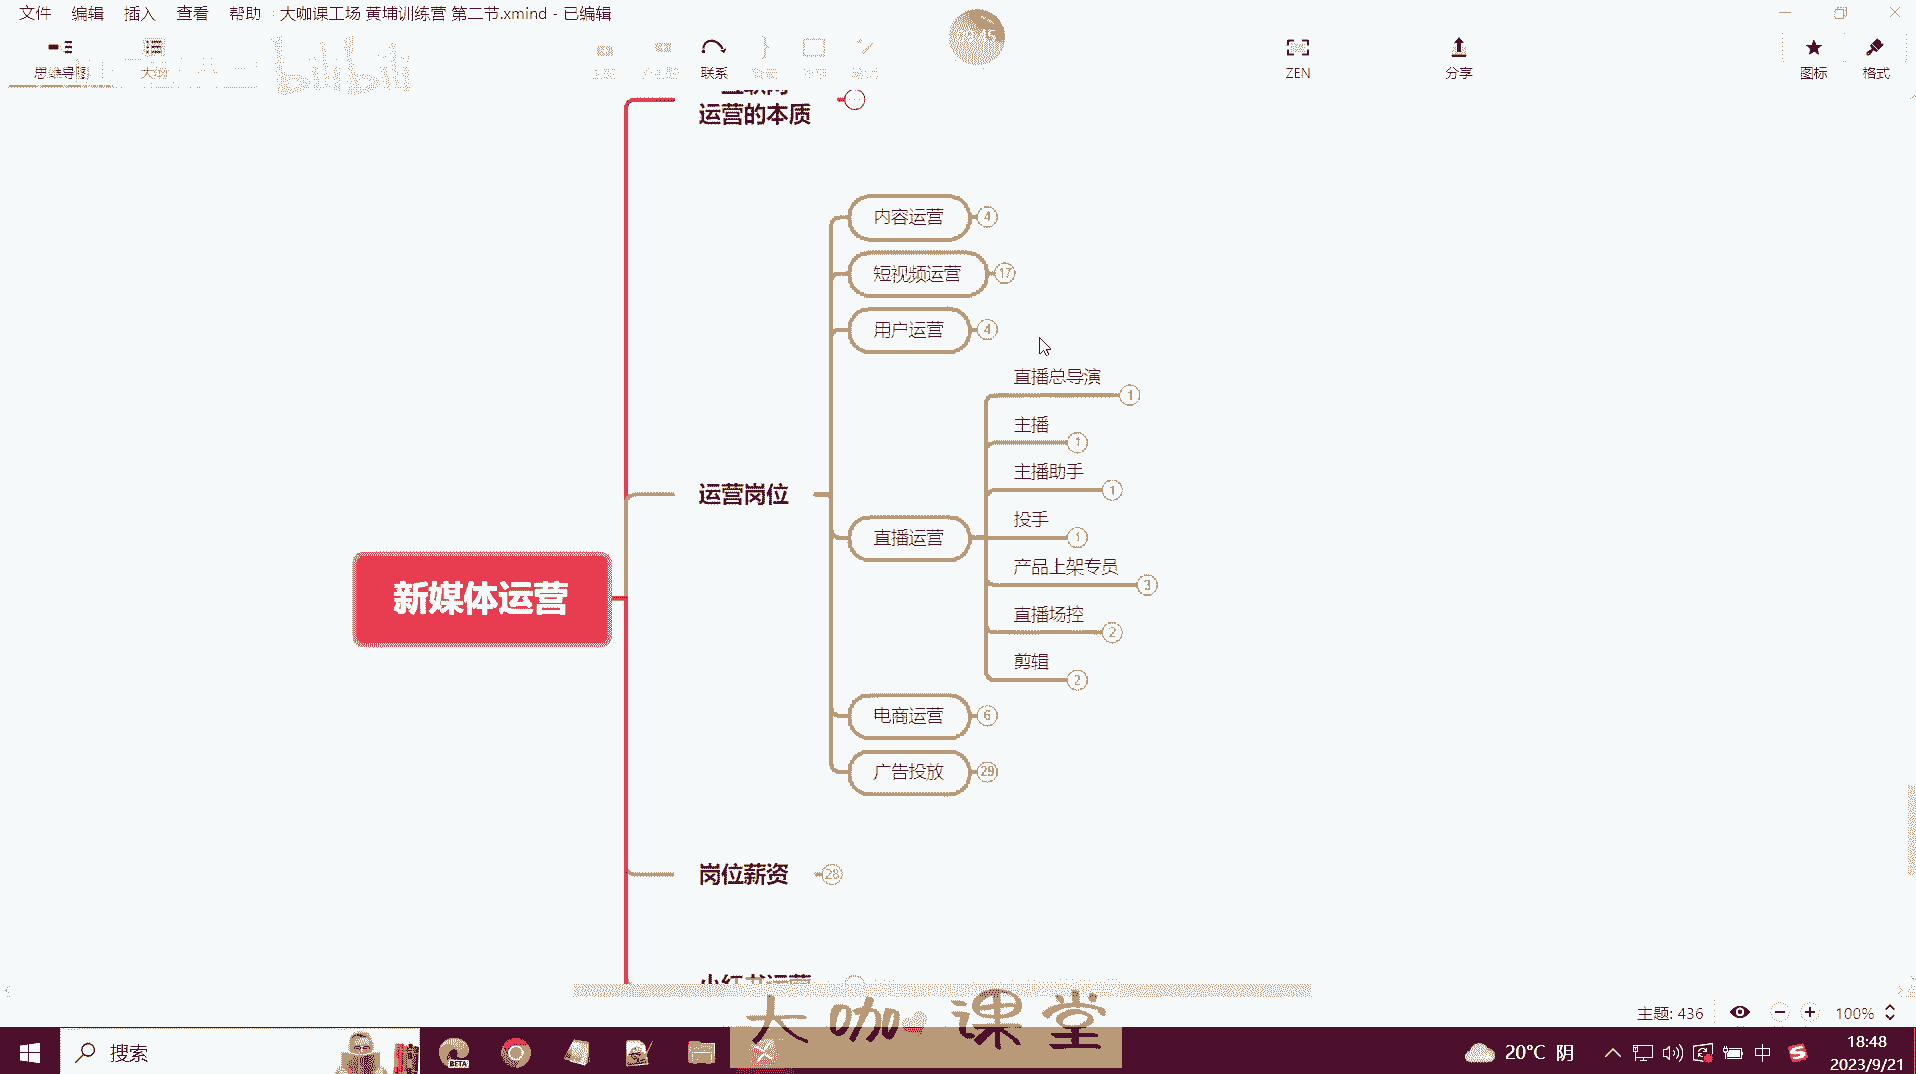 文件 编辑 插入 查看 帮助 大咖课工场 黄埔训练营 第二节.xmind - 已编辑
思维导图 大纲 联系 ZEN 分享 图标 格式
bilibili
运营的本质
内容运营 4
短视频运营 17
用户运营 4
直播总导演 1
主播 1
主播助手 1
运营岗位
投手 1
直播运营
产品上架专员 3
新媒体运营
直播场控 2
剪辑 2
电商运营 6
广告投放 29
岗位薪资 28
小红书运营
大咖课堂
主题: 436 100%
搜索
BETA
20°C 阴 中
18:48
2023/9/21